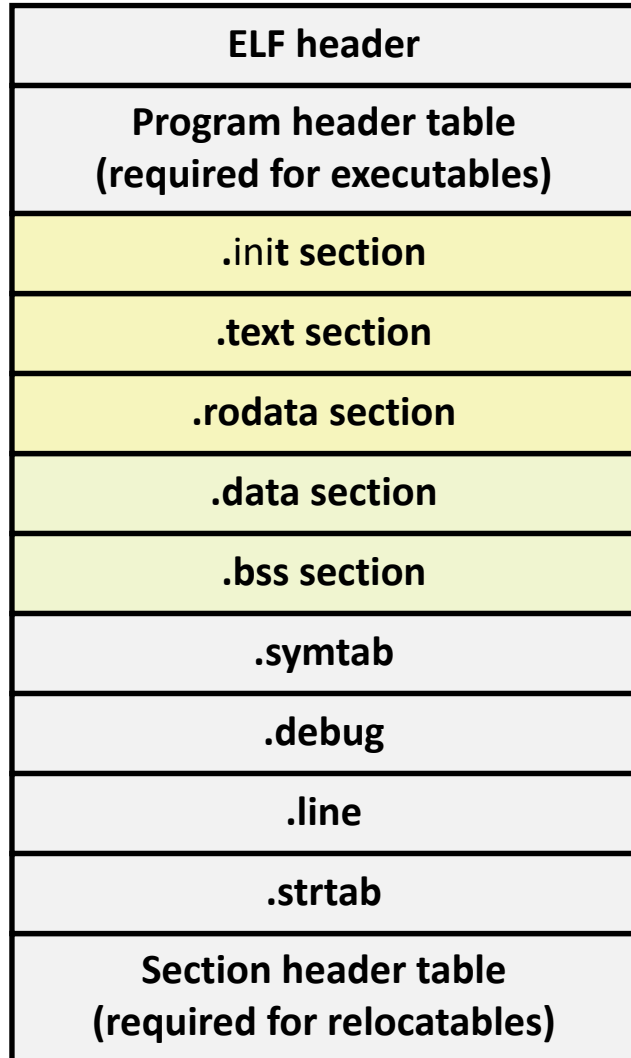 ELF header
Program header table
(required for executables)
.init section
.text section
.rodata section
.data section
.bss section
.symtab
.debug
.line
.strtab
Section header table
(required for relocatables)